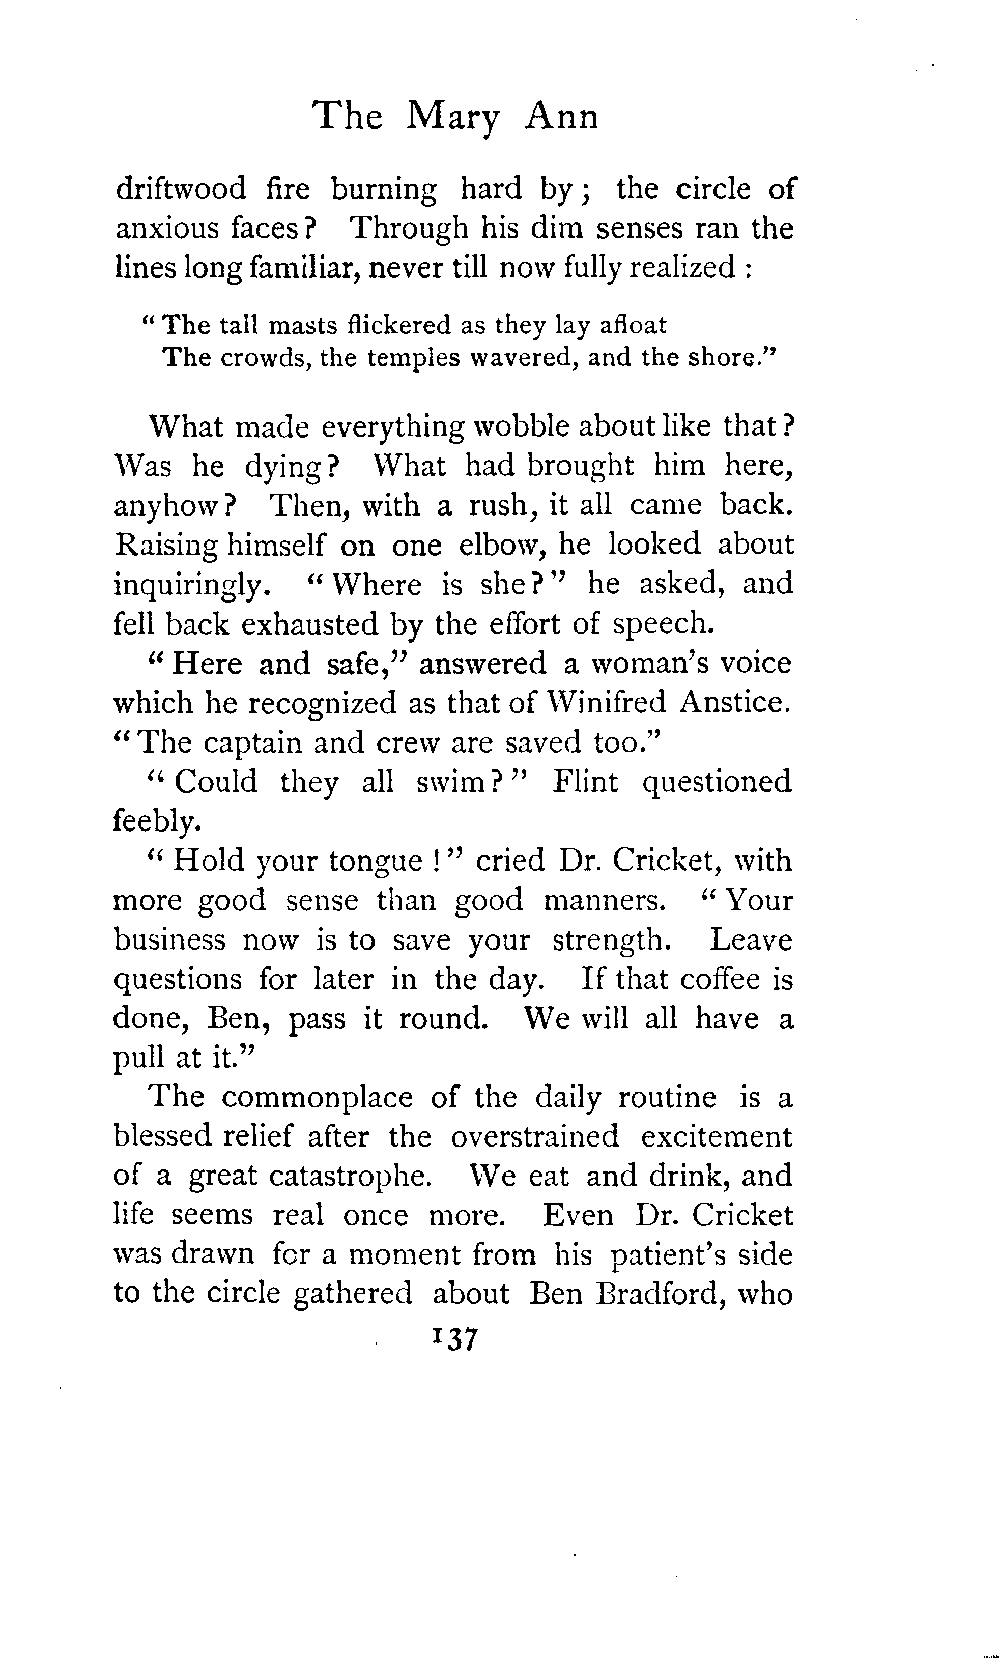 The Mary Ann
driftwood fire burning hard by; the circle of
anxious faces? Through his dim senses ran the
lines long familiar, never till now fully realized:
"The tall masts flickered as they lay afloat
The crowds, the temples wavered, and the shore."
What made everything wobble about like that?
Was he dying? What had brought him here,
anyhow? Then, with a rush, it all came back.
Raising himself on one elbow, he looked about
inquiringly. "Where is she?" he asked, and
fell back exhausted by the effort of speech.
"Here and safe," answered a woman's voice
which he recognized as that of Winifred Anstice.
"The captain and crew are saved too."
"Could they all swim?" Flint questioned
feebly.
"Hold your tongue!" cried Dr. Cricket, with
more good sense than good manners. "Your
business now is to save your strength. Leave
questions for later in the day. If that coffee is
done, Ben, pass it round. We will all have a
pull at it."
The commonplace of the daily routine is a
blessed relief after the overstrained excitement
of a great catastrophe. We eat and drink, and
life seems real once more. Even Dr. Cricket
was drawn for a moment from his patient's side
to the circle gathered about Ben Bradford, who
137